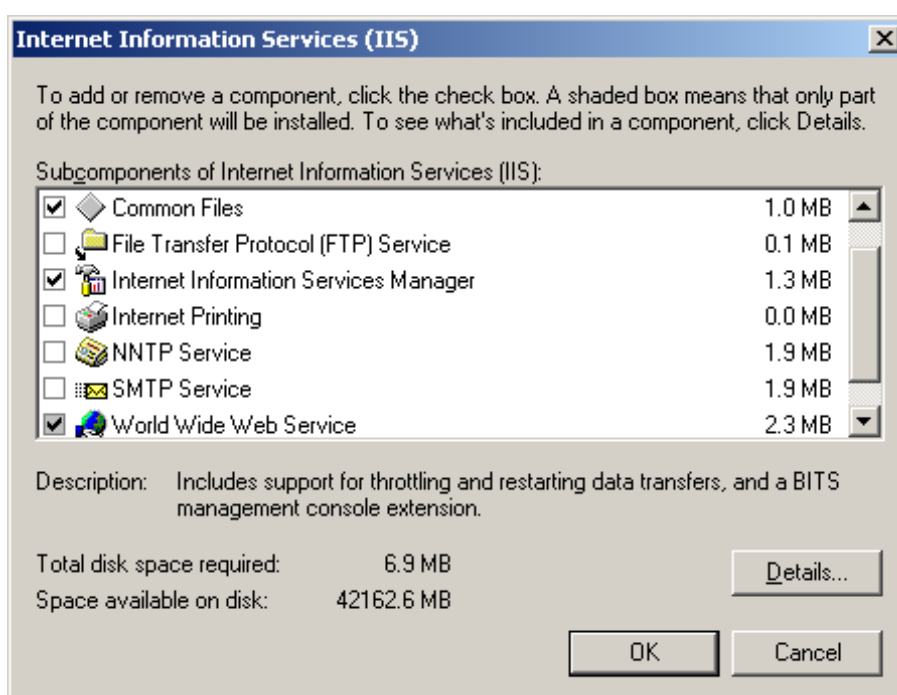 Internet Information Services (IIS)
To add or remove a component, click the check box. A shaded box means that only part
of the component will be installed. To see what's included in a component, click Details.
Subcomponents of Internet Information Services (IIS):
Common Files 1.0 MB
File Transfer Protocol (FTP) Service 0.1 MB
Internet Information Services Manager 1.3 MB
Internet Printing 0.0 MB
NNTP Service 1.9 MB
SMTP Service 1.9 MB
World Wide Web Service 2.3 MB
Description: Includes support for throttling and restarting data transfers, and a BITS
management console extension.
Total disk space required: 6.9 MB
Space available on disk: 42162.6 MB
Details...
OK Cancel